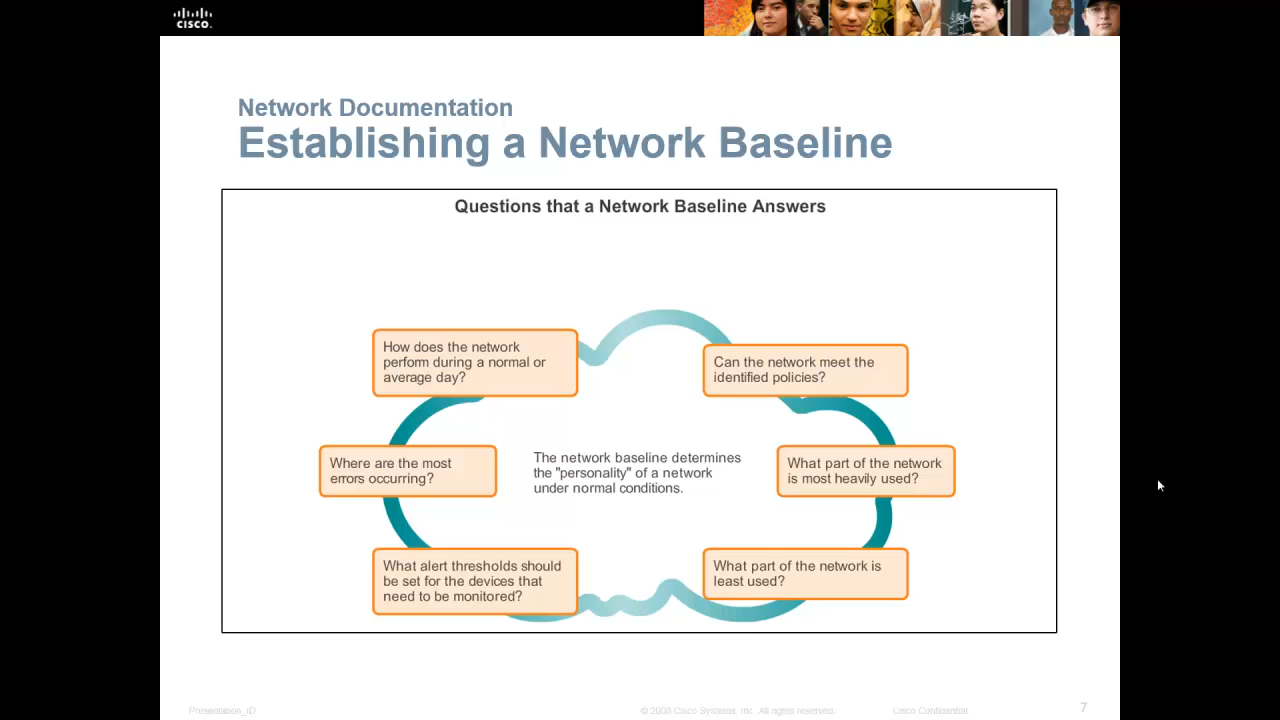 CISCO.
Network Documentation
Establishing a Network Baseline
Questions that a Network Baseline Answers
How does the network
perform during a normal or
average day?
Can the network meet the
identified policies?
Where are the most
errors occurring?
The network baseline determines
the "personality" of a network
under normal conditions.
What part of the network
is most heavily used?
What alert thresholds should
be set for the devices that
need to be monitored?
What part of the network is
least used?
Presentation_ID
© 2008 Cisco Systems, Inc. All rights reserved.
Cisco Confidential
7